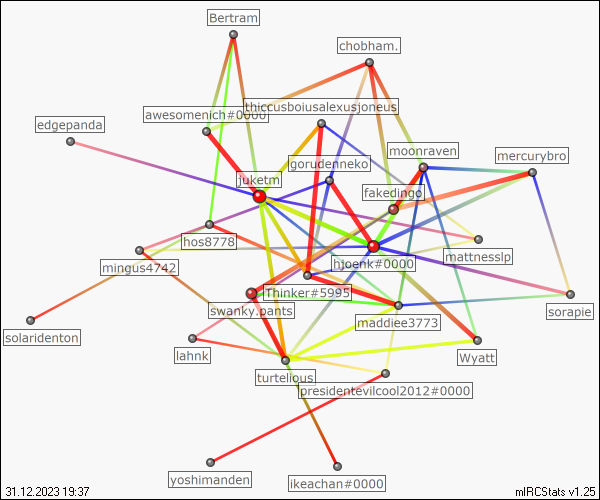 Bertram
chobham.
thiccusboiusalexusjoneus
awesomenich#0000
edgepanda
moonraven
gorudenneko
mercurybro
juketm
fakedingo
hos8778
mattnesslp
hjoenk#0000
mingus4742
Thinker#5995
swanky.pants
sorapie
maddiee3773
solaridenton
lahnk
Wyatt
turtelious
presidentevilcool2012#0000
yoshimanden
ikeachan#0000
31.12.2023 19:37
mIRCStats v1.25